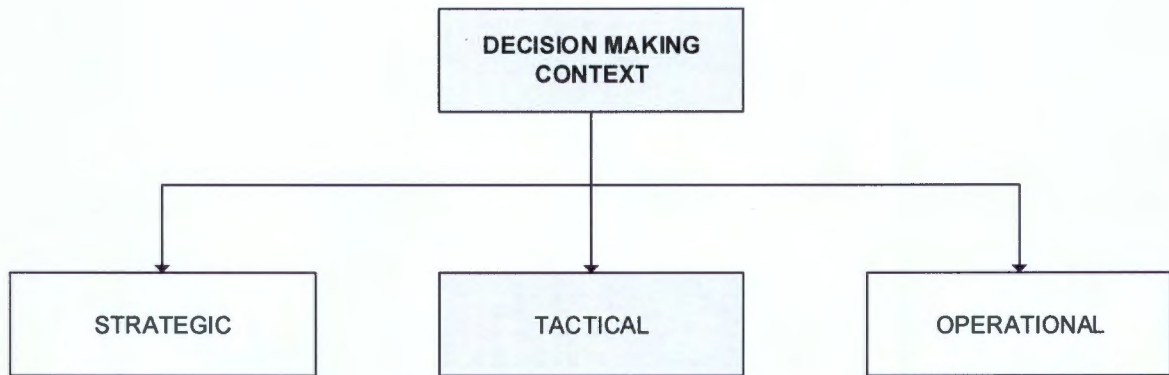 DECISION MAKING
CONTEXT
STRATEGIC
TACTICAL
OPERATIONAL